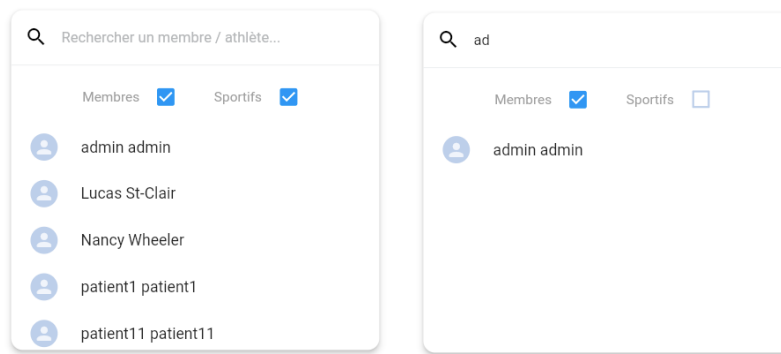 Rechercher un membre / athlète...
Membres Sportifs
admin admin
Lucas St-Clair
Nancy Wheeler
patient1 patient1
patient11 patient11
ad
Membres Sportifs
admin admin